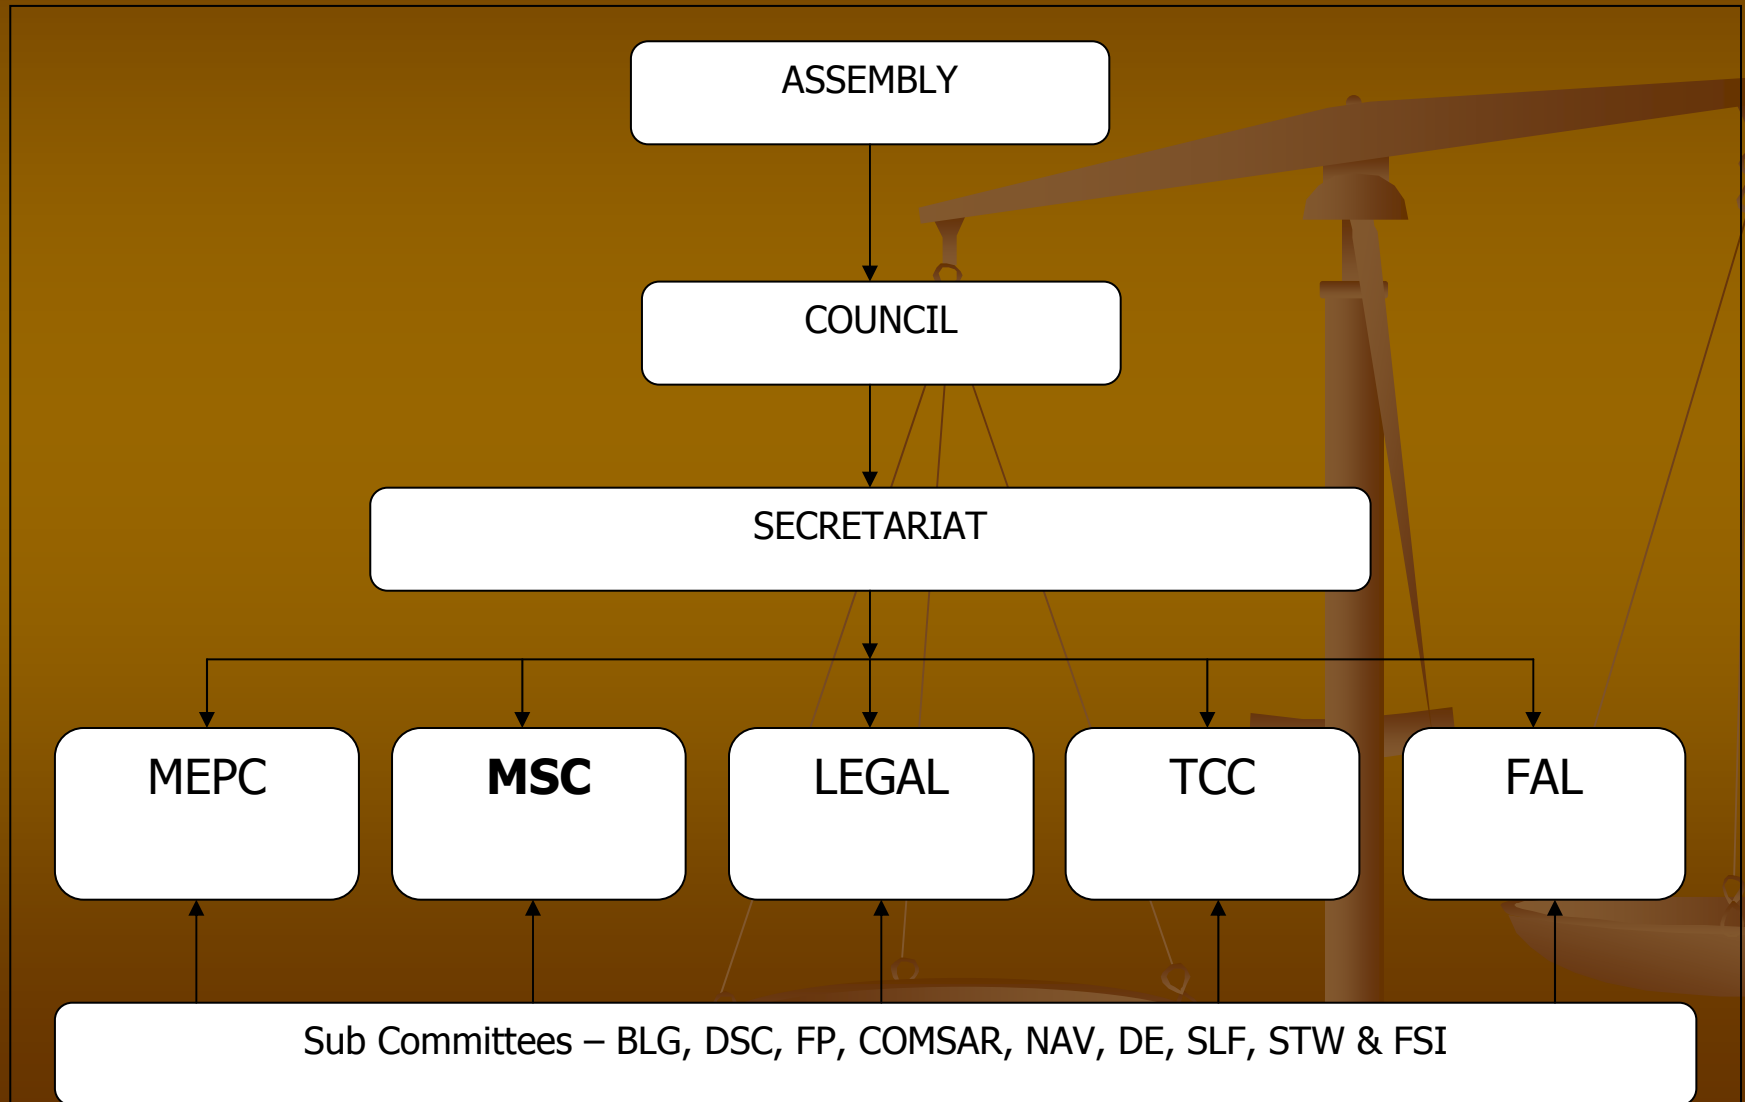 ASSEMBLY
COUNCIL
SECRETARIAT
MEPC
MSC
LEGAL
TCC
FAL
Sub Committees – BLG, DSC, FP, COMSAR, NAV, DE, SLF, STW & FSI